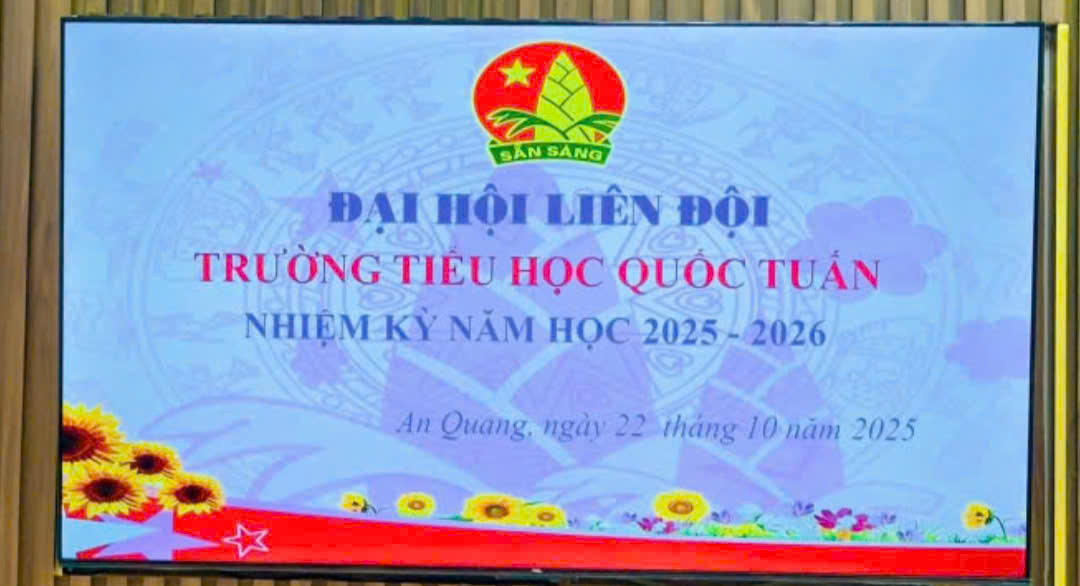 SẴN SÀNG
ĐẠI HỘI LIÊN ĐỘI
TRƯỜNG TIỂU HỌC QUỐC TUẤN
NHIỆM KỲ NĂM HỌC 2025 - 2026
An Quang, ngày 22 tháng 10 năm 2025